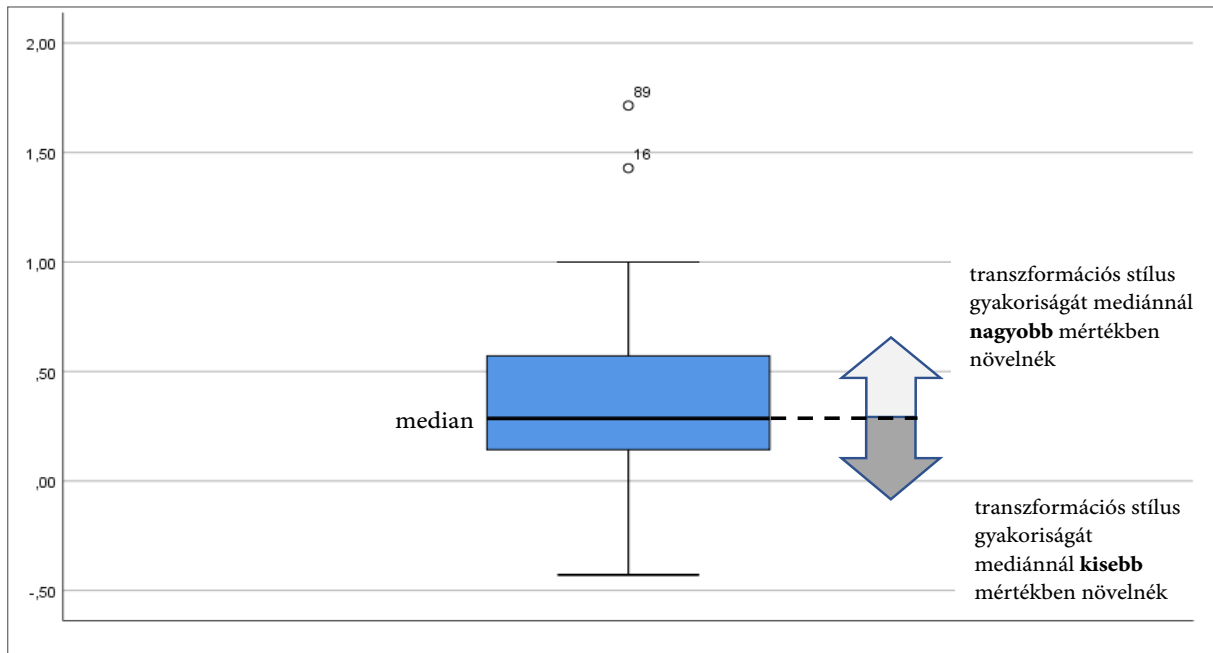 2,00
89
1,50
16
1,00
transzformációs stílus
gyakoriságát mediánnál
nagyobb mértékben
növelnék
,50
median
,00
transzformációs stílus
gyakoriságát
mediánnál kisebb
mértékben növelnék
-,50